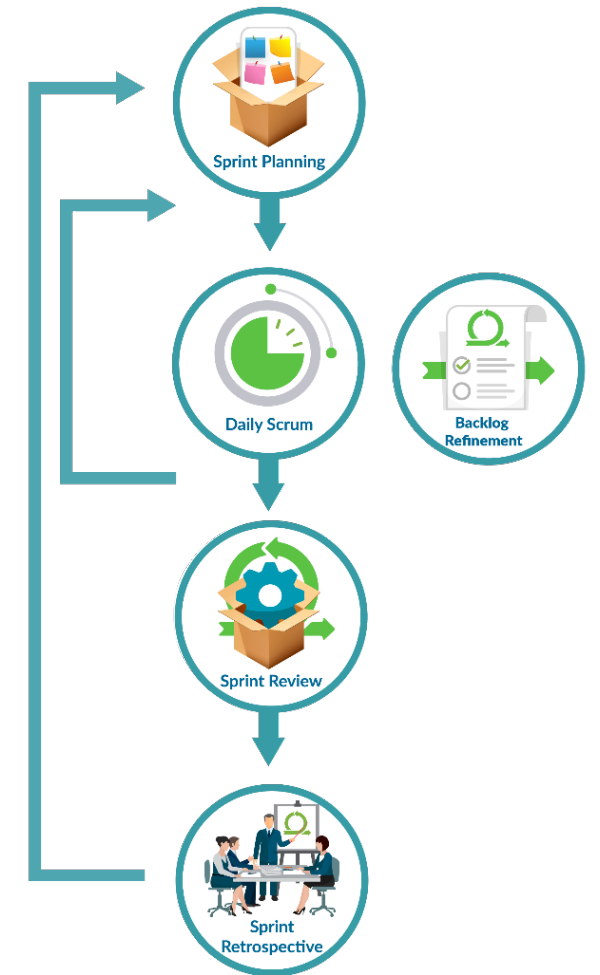 Sprint Planning
Daily Scrum
Backlog
Refinement
Sprint Review
Sprint
Retrospective